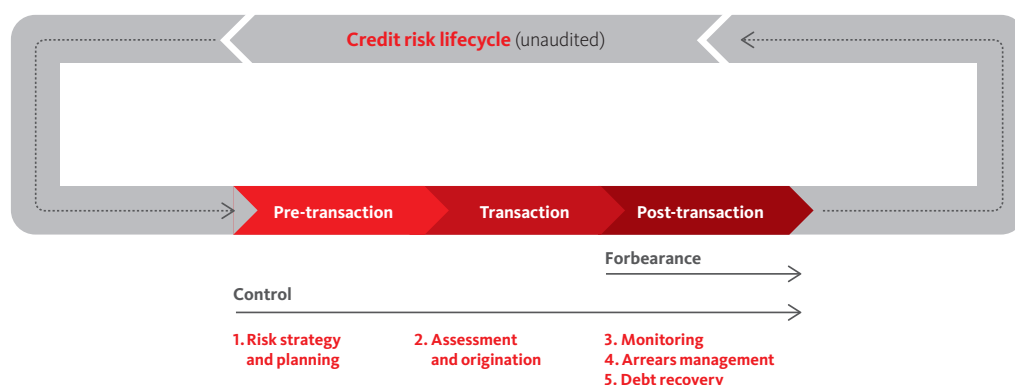 Credit risk lifecycle (unaudited)
Pre-transaction
Transaction
Post-transaction
Forbearance
Control
1. Risk strategy
and planning
2. Assessment
and origination
3. Monitoring
4. Arrears management
5. Debt recovery